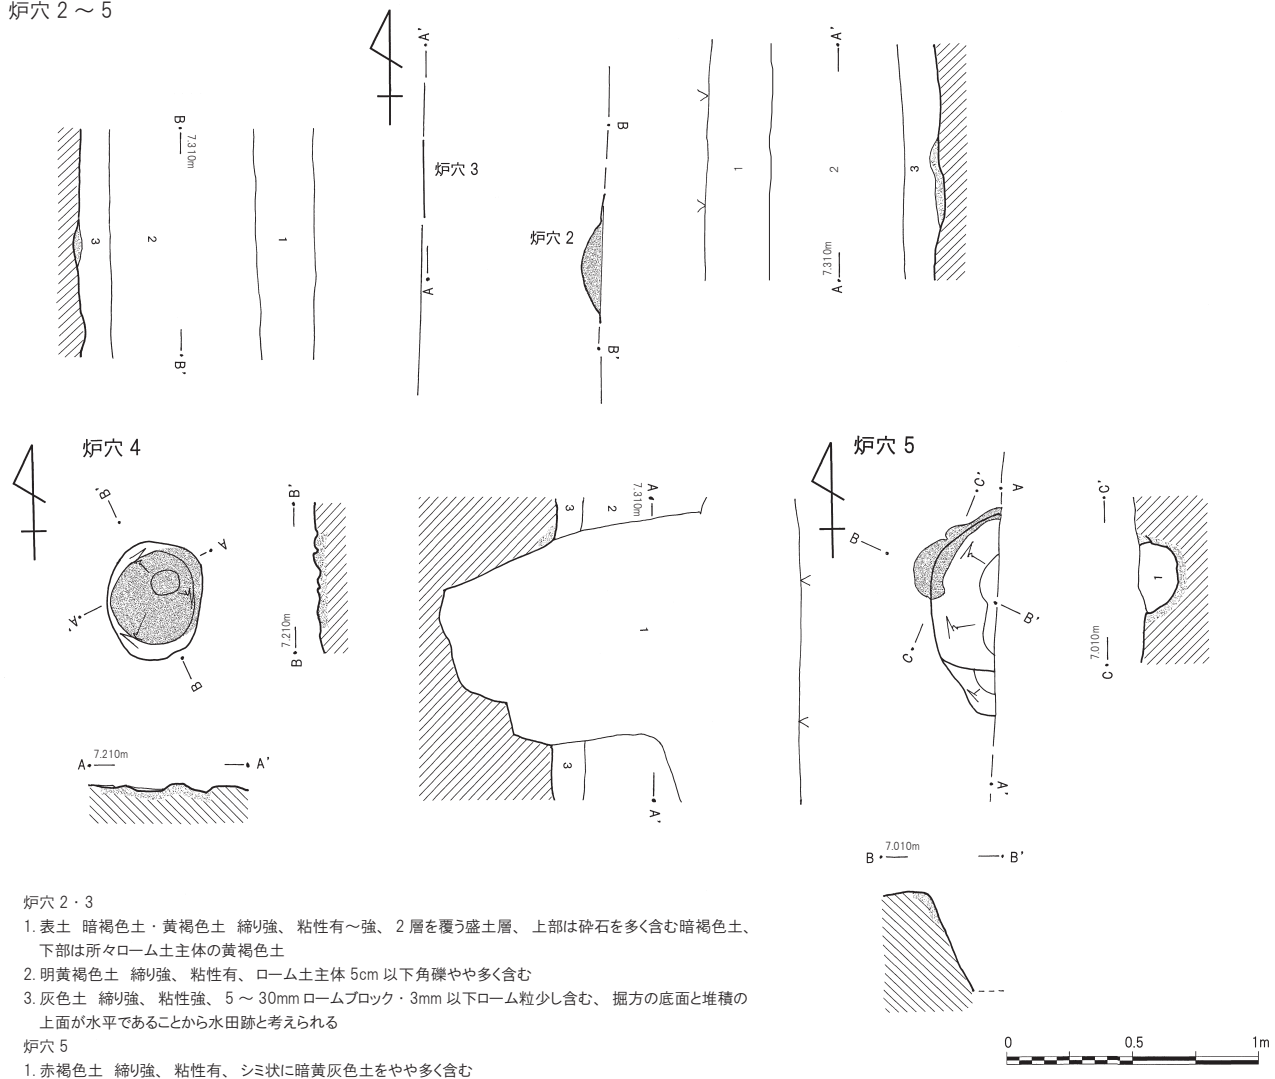 炉穴 2 ～ 5
A'
B
7.310m
炉穴 3
3
2
1
A
B'
B
炉穴 2
B'
A'
1
2
3
7.310m
A
炉穴 4
B'
A
A'
B
B'
7.210m
B
A
7.210m
A'
3
2
7.310m
A
1
3
A'
炉穴 5
C'
A
B
B'
C
A'
C'
1
7.010m
C
B
7.010m
B'
炉穴 2・3
1. 表土　暗褐色土・黄褐色土　締り強、 粘性有～強、 2 層を覆う盛土層、 上部は砕石を多く含む暗褐色土、
下部は所々ローム土主体の黄褐色土
2. 明黄褐色土　締り強、 粘性有、 ローム土主体 5cm 以下角礫やや多く含む
3. 灰色土　締り強、 粘性強、 5 ～ 30mm ロームブロック・3mm 以下ローム粒少し含む、 掘方の底面と堆積の
上面が水平であることから水田跡と考えられる
炉穴 5
1. 赤褐色土　締り強、 粘性有、 シミ状に暗黄灰色土をやや多く含む
0 0.5 1m